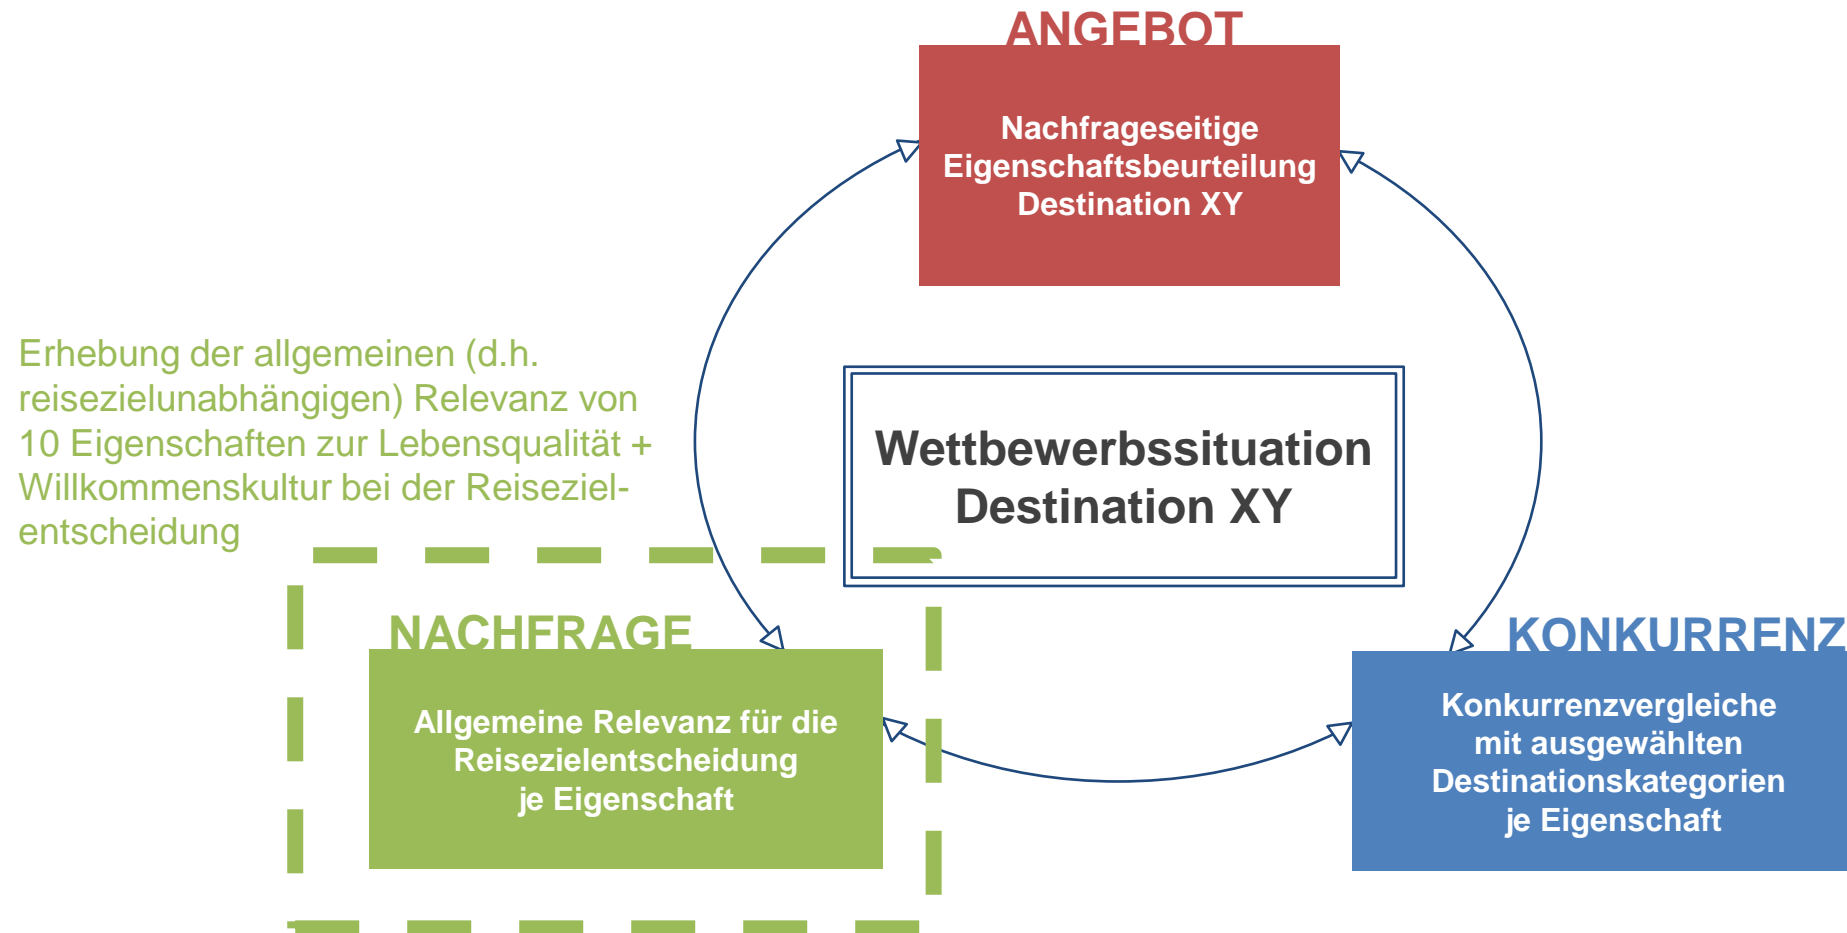 ANGEBOT
Nachfrageseitige
Eigenschaftsbeurteilung
Destination XY
Erhebung der allgemeinen (d.h.
reisezielunabhängigen) Relevanz von
10 Eigenschaften zur Lebensqualität +
Willkommenskultur bei der Reiseziel-
entscheidung
Wettbewerbssituation
Destination XY
NACHFRAGE
Allgemeine Relevanz für die
Reisezielentscheidung
je Eigenschaft
KONKURRENZ
Konkurrenzvergleiche
mit ausgewählten
Destinationskategorien
je Eigenschaft